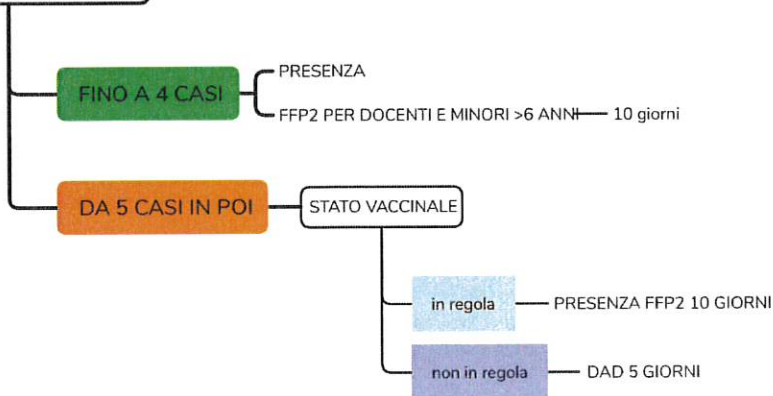 FINO A 4 CASI
PRESENZA
FFP2 PER DOCENTI E MINORI >6 ANNI
10 giorni
DA 5 CASI IN POI
STATO VACCINALE
in regola
PRESENZA FFP2 10 GIORNI
non in regola
DAD 5 GIORNI